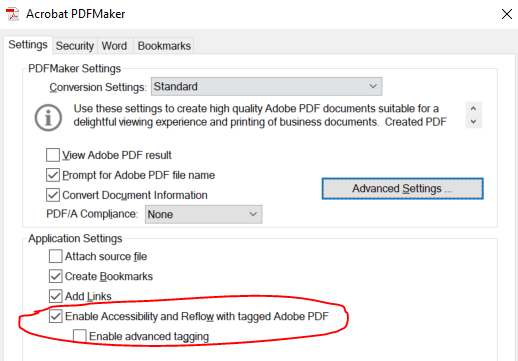 Acrobat PDFMaker
Settings Security Word Bookmarks
PDFMaker Settings
Conversion Settings: Standard
Use these settings to create high quality Adobe PDF documents suitable for a
delightful viewing experience and printing of business documents. Created PDF
View Adobe PDF result
Prompt for Adobe PDF file name
Convert Document Information
Advanced Settings ...
PDF/A Compliance: None
Application Settings
Attach source file
Create Bookmarks
Add Links
Enable Accessibility and Reflow with tagged Adobe PDF
Enable advanced tagging